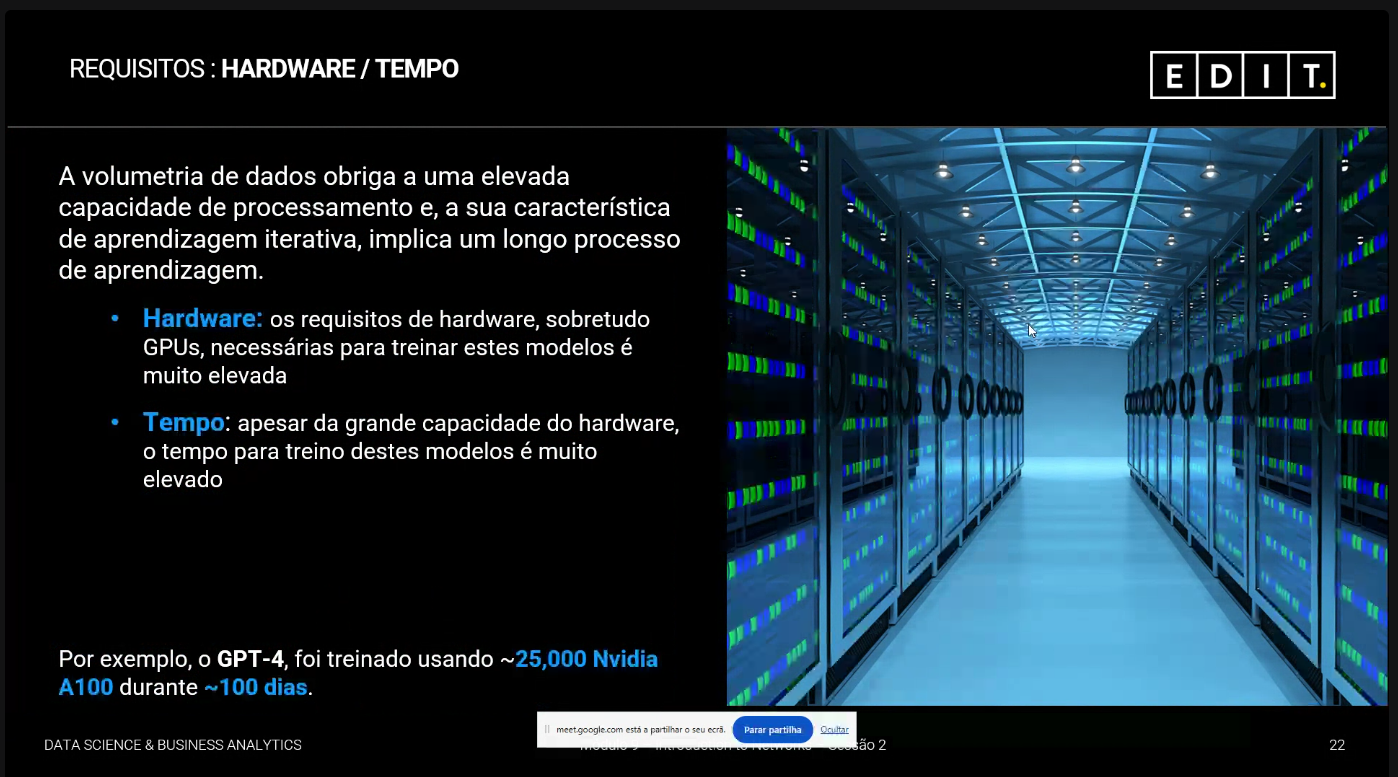 REQUISITOS : HARDWARE / TEMPO
E D I T.
A volumetria de dados obriga a uma elevada
capacidade de processamento e, a sua característica
de aprendizagem iterativa, implica um longo processo
de aprendizagem.
• Hardware: os requisitos de hardware, sobretudo
GPUs, necessárias para treinar estes modelos é
muito elevada
• Tempo: apesar da grande capacidade do hardware,
o tempo para treino destes modelos é muito
elevado
Por exemplo, o GPT-4, foi treinado usando ~25,000 Nvidia
A100 durante ~100 dias.
meet.google.com está a partilhar o seu ecrã. Parar partilha Ocultar
DATA SCIENCE & BUSINESS ANALYTICS
Introduction to Networks Sessão 2
22